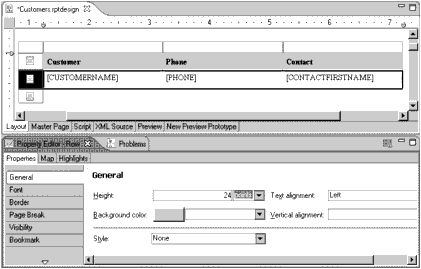 *Customers.rptdesign
1 2 3 4 5 6 7
Customer Phone Contact
[CUSTOMERNAME] [PHONE] [CONTACTFIRSTNAME]
Layout Master Page Script XML Source Preview New Preview Prototype
Property Editor - Row Problems
Properties Map Highlights
General
Font
Border
Page Break
Visibility
Bookmark
General
Height: 24 Text alignment: Left
Background color: Vertical alignment:
Style: None